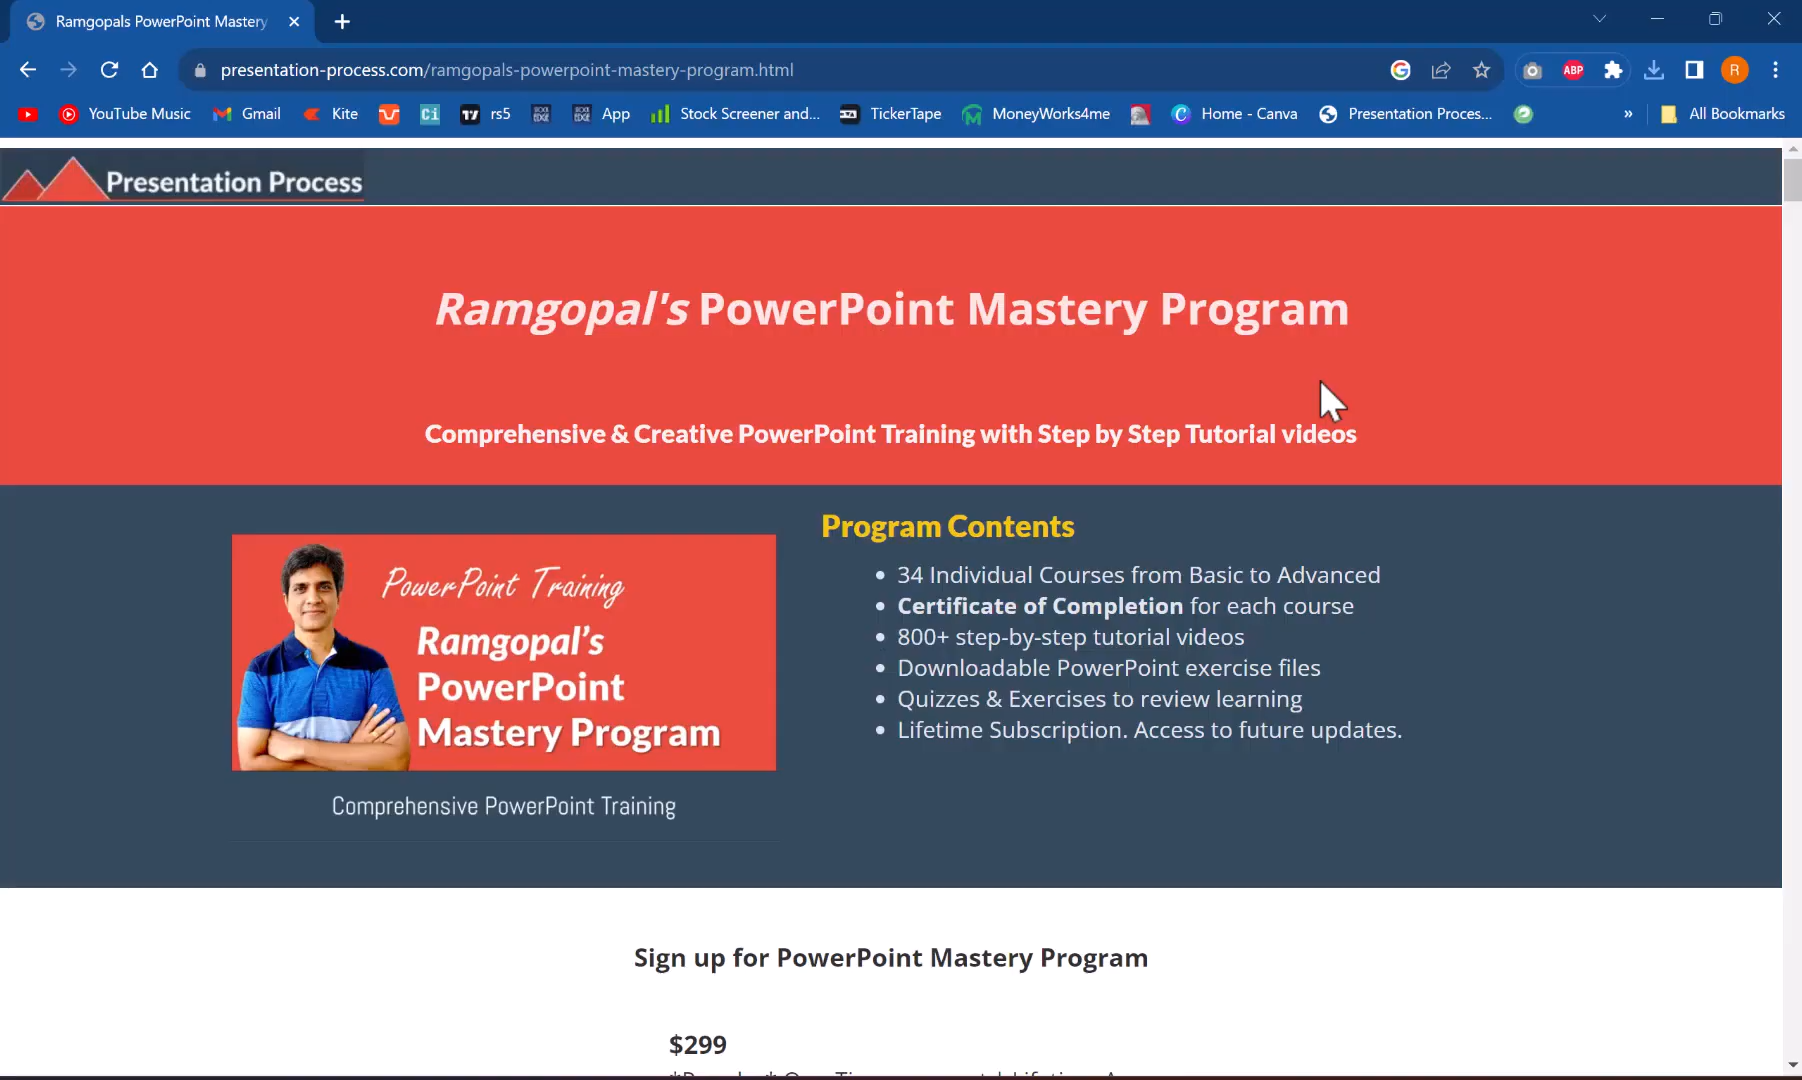 Ramgopals PowerPoint Mastery
presentation-process.com/ramgopals-powerpoint-mastery-program.html
ABP
R
YouTube Music
Gmail
Kite
Ci
rs5
App
Stock Screener and...
TickerTape
MoneyWorks4me
Home - Canva
Presentation Proces...
»
All Bookmarks
Presentation Process
Ramgopal's PowerPoint Mastery Program
Comprehensive & Creative PowerPoint Training with Step by Step Tutorial videos
PowerPoint Training
Ramgopal's
PowerPoint
Mastery Program
Comprehensive PowerPoint Training
Program Contents
34 Individual Courses from Basic to Advanced
Certificate of Completion for each course
800+ step-by-step tutorial videos
Downloadable PowerPoint exercise files
Quizzes & Exercises to review learning
Lifetime Subscription. Access to future updates.
Sign up for PowerPoint Mastery Program
$299